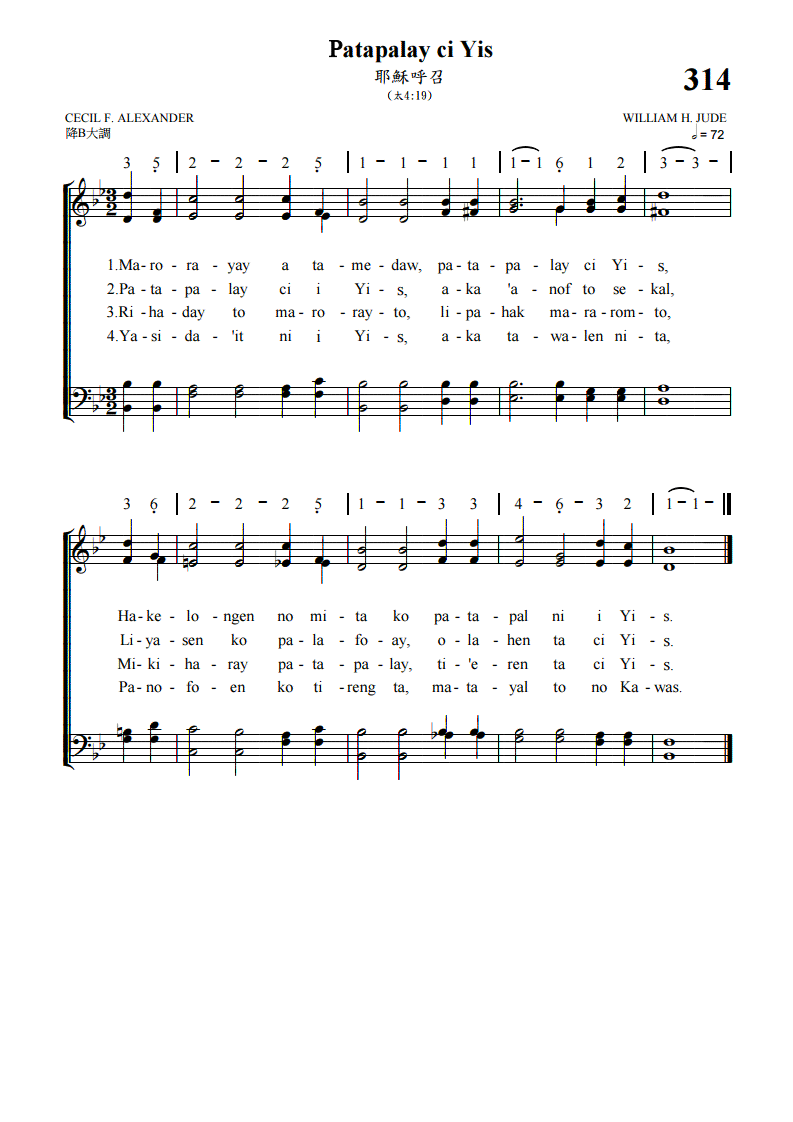 Patapalay ci Yis
耶穌呼召
314
(太4:19)
CECIL F. ALEXANDER
WILLIAM H. JUDE
降B大調
𝅗𝅥 = 72
3 5̣ | 2 - 2 - 2 5̣ | 1 - 1 - 1 1 | 1 - 1 6̣ 1 2 | 3 - 3 - |
1.Ma- ro - ra - yay a ta - me- daw, pa - ta - pa - lay ci Yi - s,
2.Pa - ta - pa - lay ci i Yi - s, a - ka 'a - nof to se - kal,
3.Ri - ha - day to ma - ro - ray - to, li - pa - hak ma - ra - rom- to,
4.Ya - si - da - 'it ni i Yi - s, a - ka ta - wa - len ni - ta,
3 6̣ | 2 - 2 - 2 5̣ | 1 - 1 - 3 3 | 4 - 6̣ - 3 2 | 1 - 1 - ‖
Ha - ke - lo - ngen no mi - ta ko pa - ta - pal ni i Yi - s.
Li - ya - sen ko pa - la - fo - ay, o - la - hen ta ci Yi - s.
Mi - ki - ha - ray pa - ta - pa - lay, ti - 'e - ren ta ci Yi - s.
Pa - no - fo - en ko ti - reng ta, ma - ta - yal to no Ka - was.